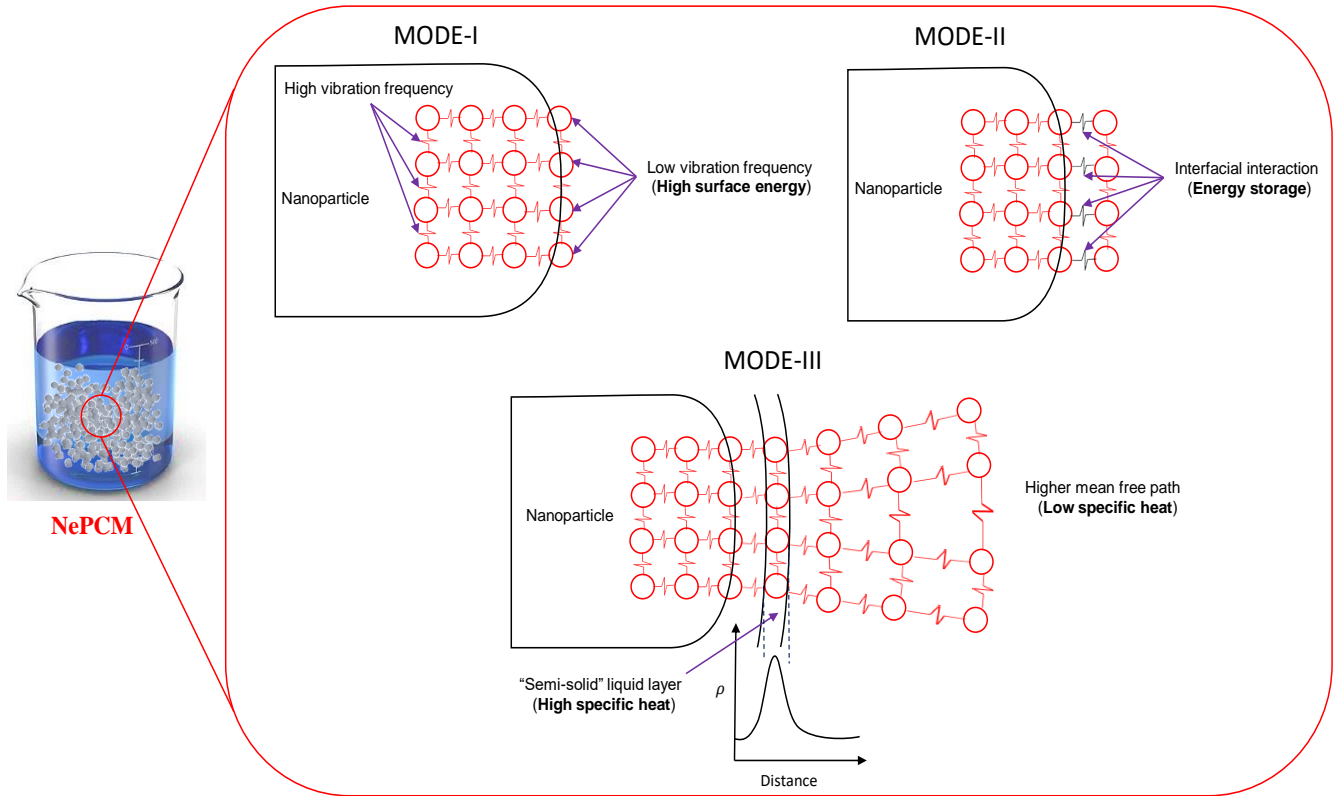 MODE-I
High vibration frequency
Nanoparticle
Low vibration frequency
(High surface energy)
MODE-II
Nanoparticle
Interfacial interaction
(Energy storage)
NePCM
MODE-III
Nanoparticle
Higher mean free path
(Low specific heat)
"Semi-solid" liquid layer
(High specific heat)
ρ
Distance